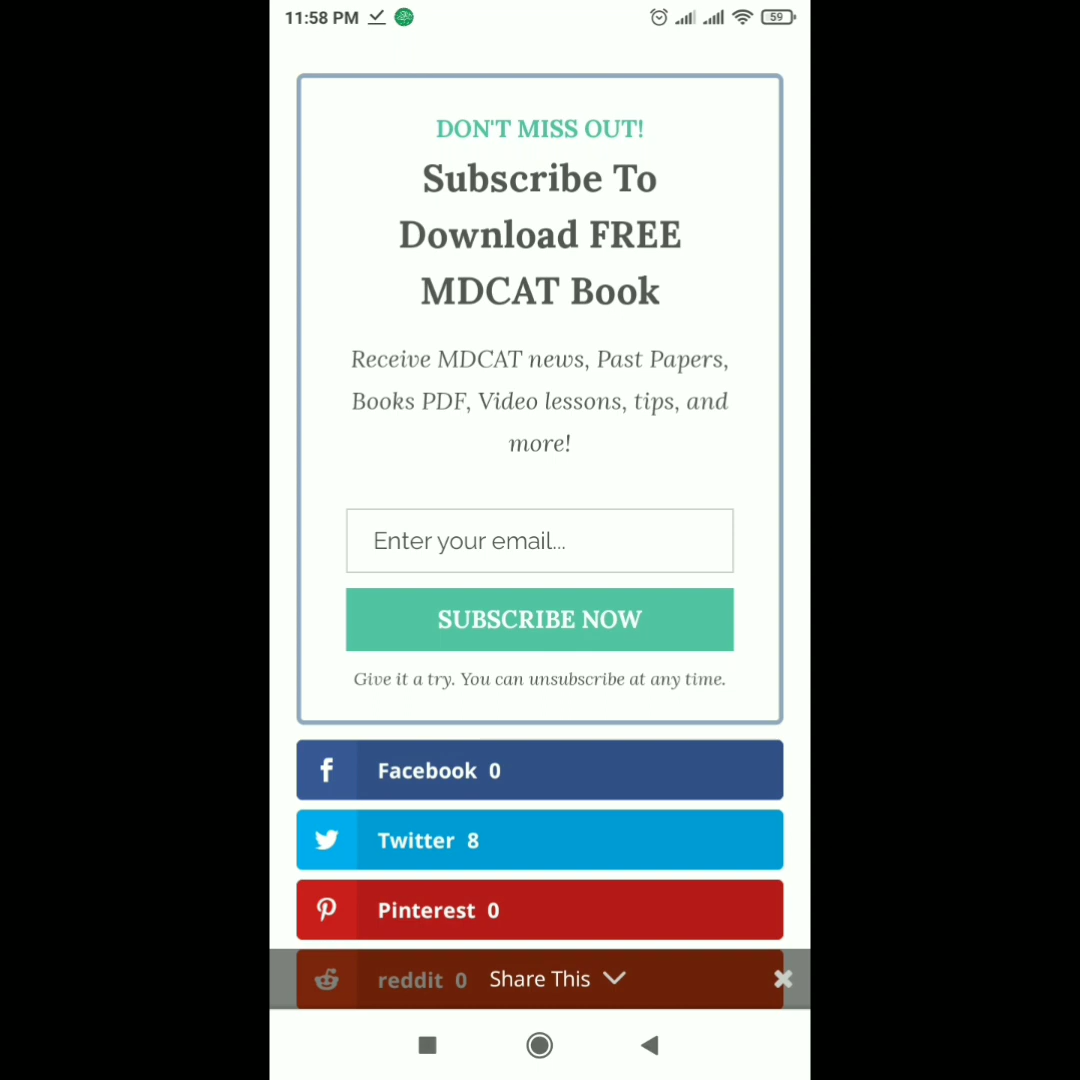 11:58 PM 59
DON'T MISS OUT!
Subscribe To
Download FREE
MDCAT Book
Receive MDCAT news, Past Papers,
Books PDF, Video lessons, tips, and
more!
Enter your email...
SUBSCRIBE NOW
Give it a try. You can unsubscribe at any time.
Facebook 0
Twitter 8
Pinterest 0
reddit 0 Share This